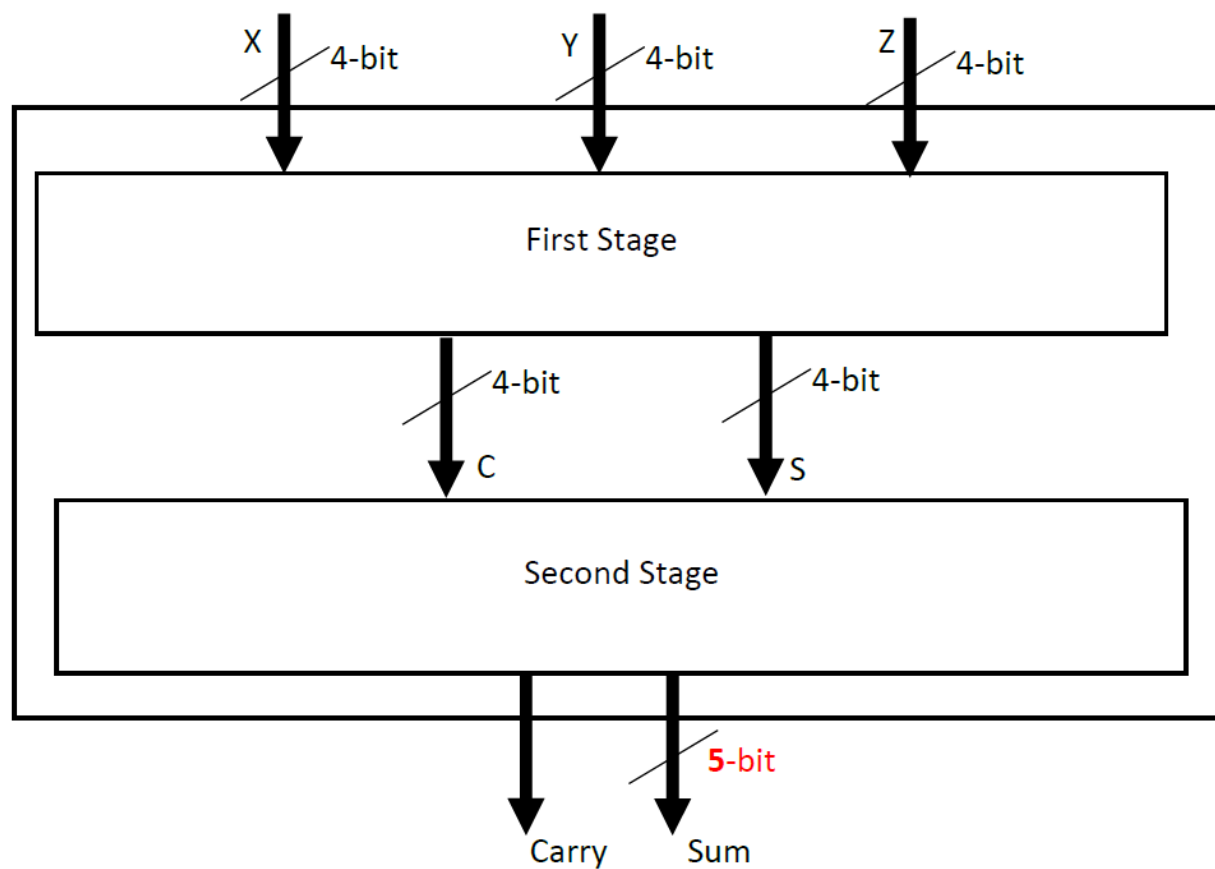 X
4-bit
Y
4-bit
Z
4-bit
First Stage
4-bit
C
4-bit
S
Second Stage
5-bit
Carry
Sum